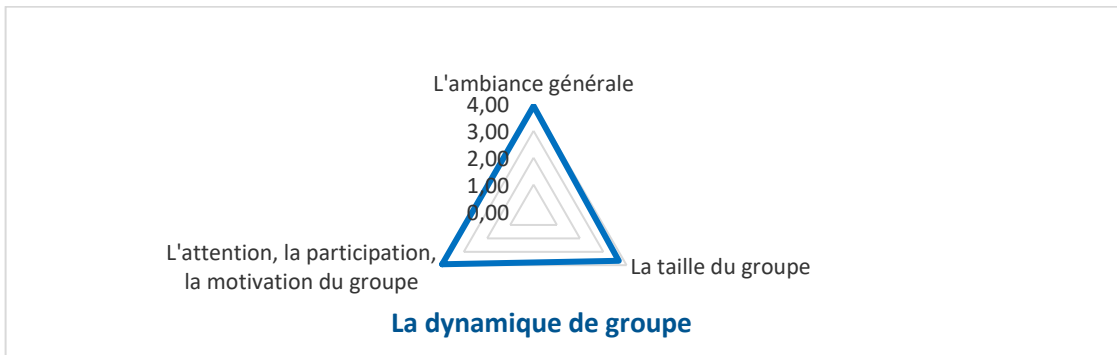 L'ambiance générale
4,00
3,00
2,00
1,00
0,00
L'attention, la participation,
la motivation du groupe
La taille du groupe
La dynamique de groupe